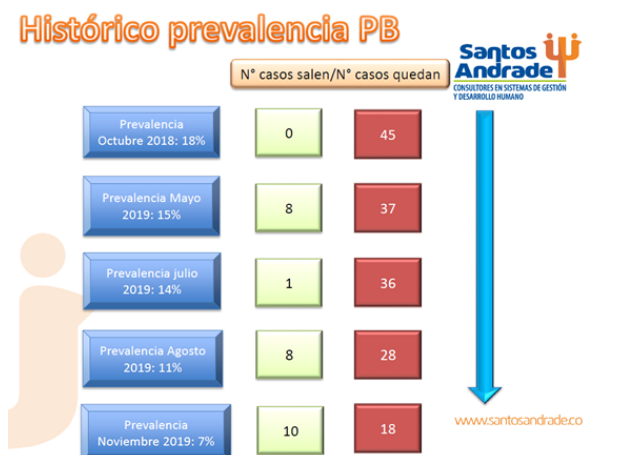 Histórico prevalencia PB
N° casos salen/N° casos quedan
Santos
Andrade
CONSULTORES EN SISTEMAS DE GESTIÓN
Y DESARROLLO HUMANO
Prevalencia
Octubre 2018: 18%
0
45
Prevalencia Mayo
2019: 15%
8
37
Prevalencia julio
2019: 14%
1
36
Prevalencia Agosto
2019: 11%
8
28
Prevalencia
Noviembre 2019: 7%
10
18
www.santosandrade.co